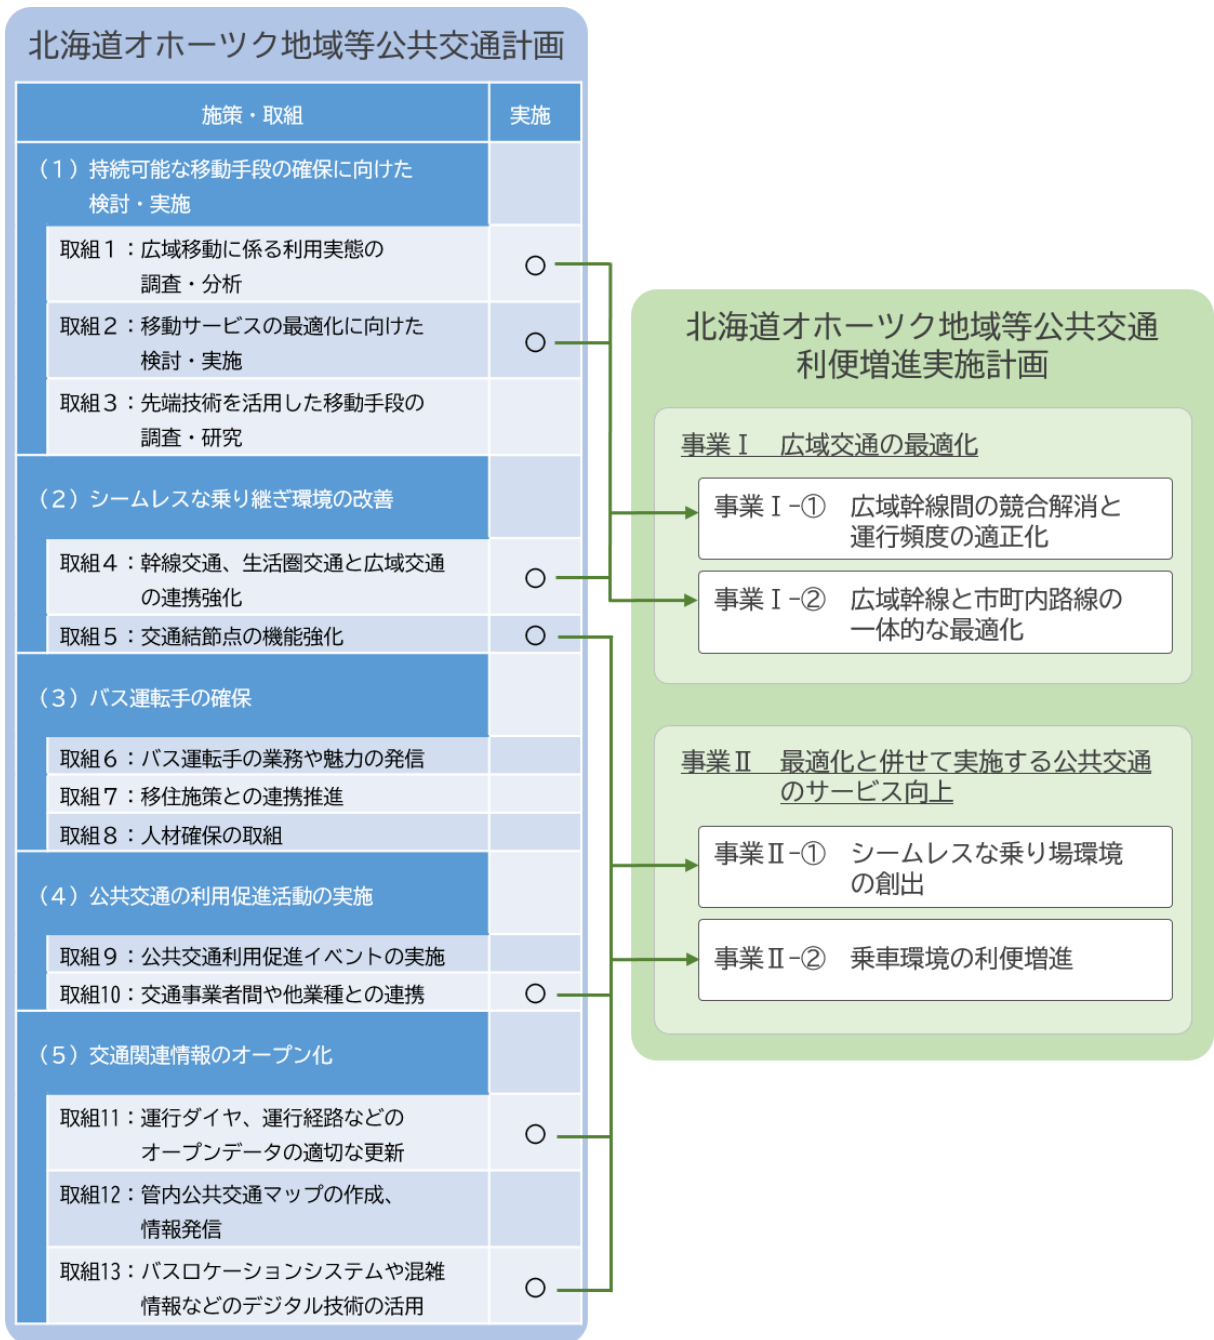 北海道オホーツク地域等公共交通計画
施策・取組
実施
（１）持続可能な移動手段の確保に向けた
検討・実施
取組１：広域移動に係る利用実態の
調査・分析
○
取組２：移動サービスの最適化に向けた
検討・実施
○
取組３：先端技術を活用した移動手段の
調査・研究
（２）シームレスな乗り継ぎ環境の改善
取組４：幹線交通、生活圏交通と広域交通
の連携強化
○
取組５：交通結節点の機能強化
○
（３）バス運転手の確保
取組６：バス運転手の業務や魅力の発信
取組７：移住施策との連携推進
取組８：人材確保の取組
（４）公共交通の利用促進活動の実施
取組９：公共交通利用促進イベントの実施
取組10：交通事業者間や他業種との連携
○
（５）交通関連情報のオープン化
取組11：運行ダイヤ、運行経路などの
オープンデータの適切な更新
○
取組12：管内公共交通マップの作成、
情報発信
取組13：バスロケーションシステムや混雑
情報などのデジタル技術の活用
○
北海道オホーツク地域等公共交通
利便増進実施計画
事業Ⅰ　広域交通の最適化
事業Ⅰ-①　広域幹線間の競合解消と
運行頻度の適正化
事業Ⅰ-②　広域幹線と市町内路線の
一体的な最適化
事業Ⅱ　最適化と併せて実施する公共交通
のサービス向上
事業Ⅱ-①　シームレスな乗り場環境
の創出
事業Ⅱ-②　乗車環境の利便増進